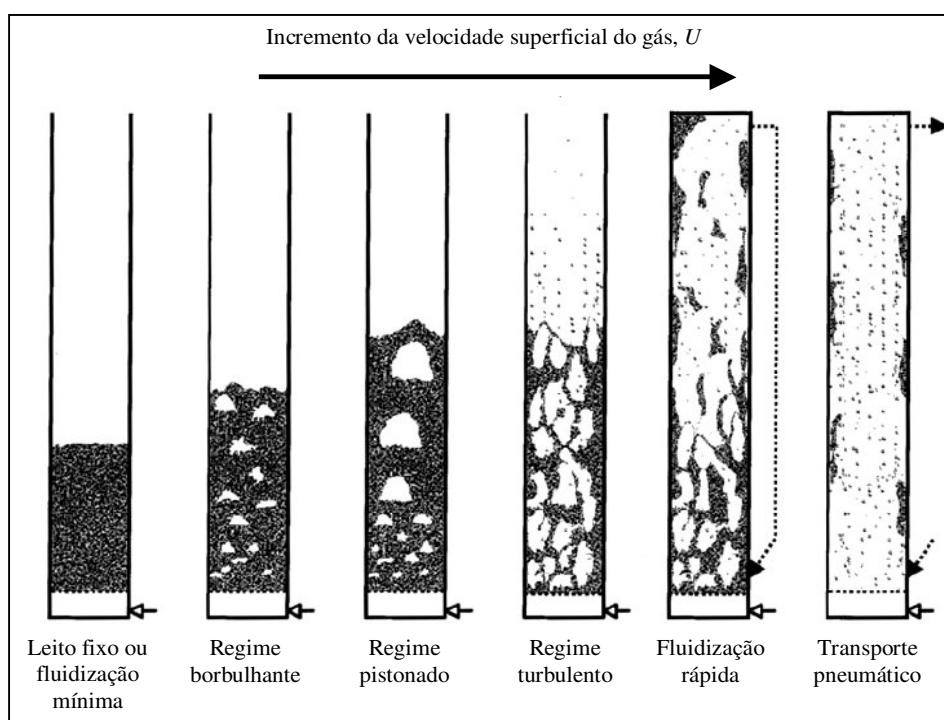 Incremento da velocidade superficial do gás, U
Leito fixo ou
fluidização
mínima
Regime
borbulhante
Regime
pistonado
Regime
turbulento
Fluidização
rápida
Transporte
pneumático